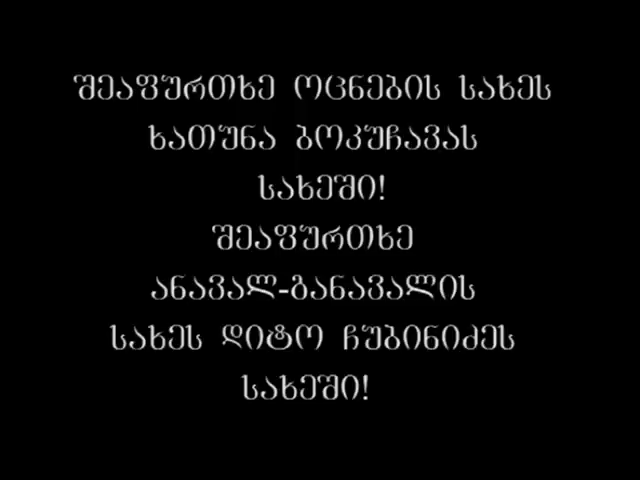 შეაფურთხე ოცნების სახეს
ხათუნა ბოკუჩავას
სახეში!
შეაფურთხე
ანავალ-განავალის
სახეს დიტო ჩუბინიძეს
სახეში!